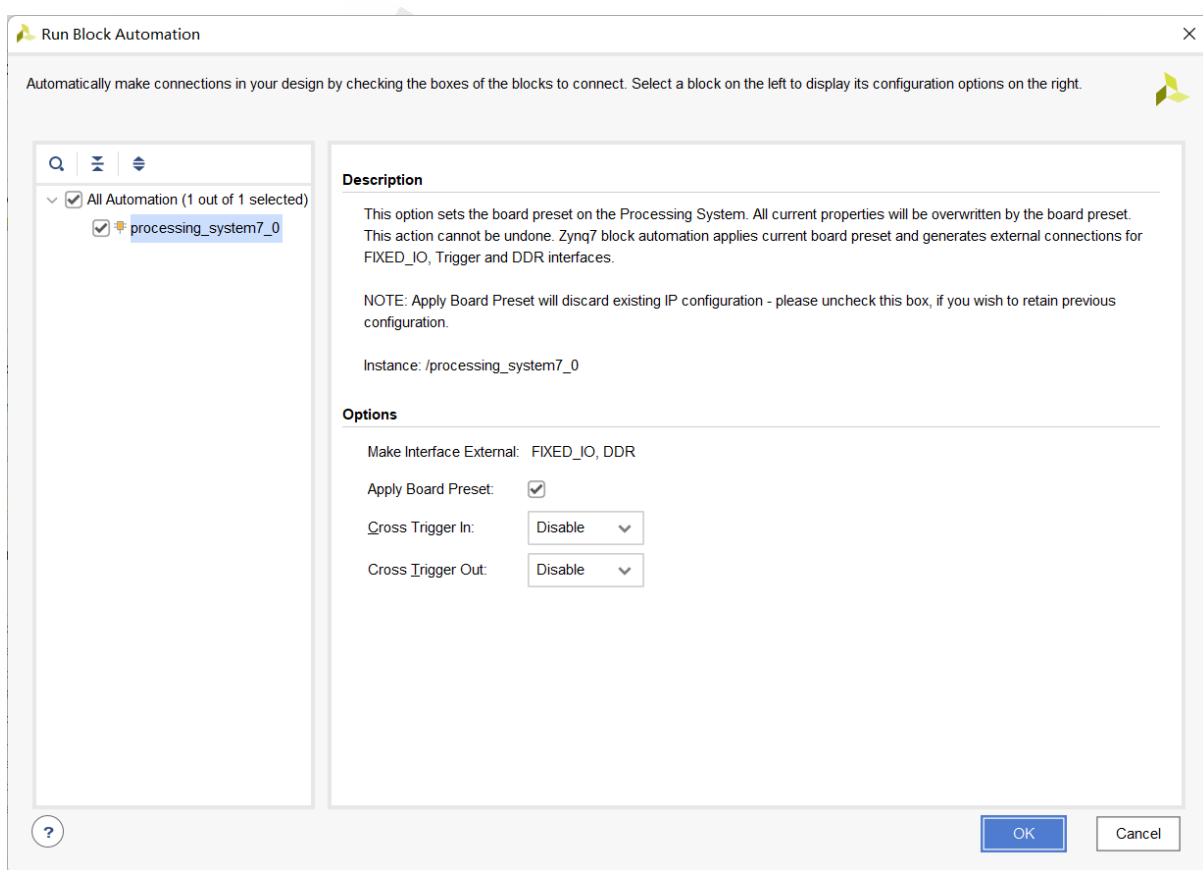 Run Block Automation
Automatically make connections in your design by checking the boxes of the blocks to connect. Select a block on the left to display its configuration options on the right.
All Automation (1 out of 1 selected)
processing_system7_0
Description
This option sets the board preset on the Processing System. All current properties will be overwritten by the board preset.
This action cannot be undone. Zynq7 block automation applies current board preset and generates external connections for
FIXED_IO, Trigger and DDR interfaces.
NOTE: Apply Board Preset will discard existing IP configuration - please uncheck this box, if you wish to retain previous
configuration.
Instance: /processing_system7_0
Options
Make Interface External: FIXED_IO, DDR
Apply Board Preset:
Cross Trigger In: Disable
Cross Trigger Out: Disable
? OK Cancel